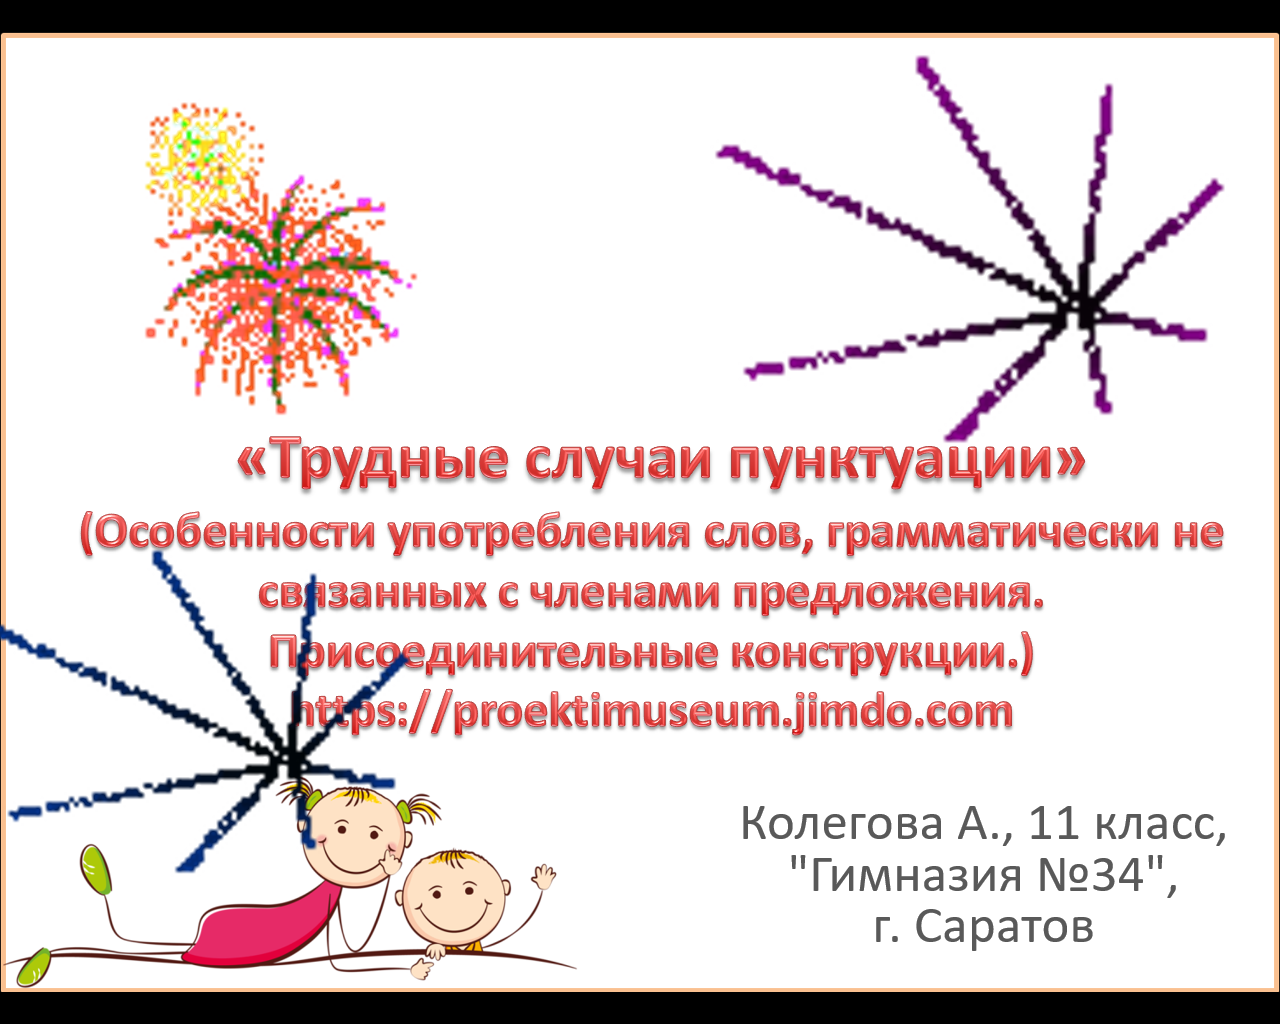 «Трудные случаи пунктуации»
(Особенности употребления слов, грамматически не
связанных с членами предложения.
Присоединительные конструкции.)
https://proektimuseum.jimdo.com
Колегова А., 11 класс,
"Гимназия №34",
г. Саратов